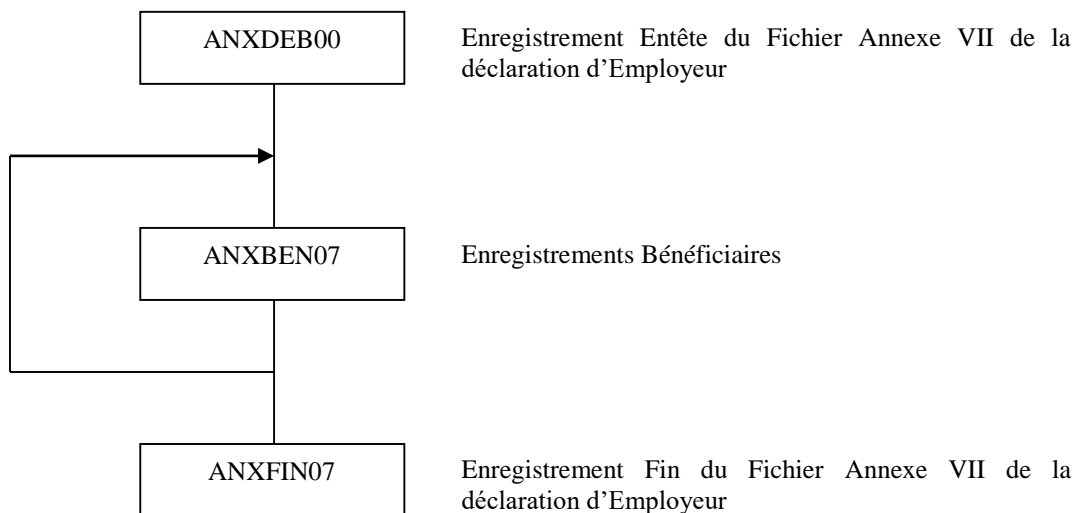 ANXDEB00
Enregistrement Entête du Fichier Annexe VII de la
déclaration d’Employeur
ANXBEN07
Enregistrements Bénéficiaires
ANXFIN07
Enregistrement Fin du Fichier Annexe VII de la
déclaration d’Employeur